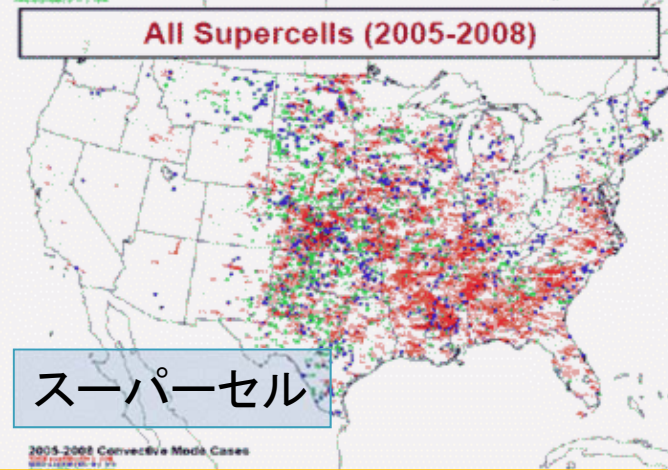 All Supercells (2005-2008)
スーパーセル
2005-2008 Convective Mode Cases